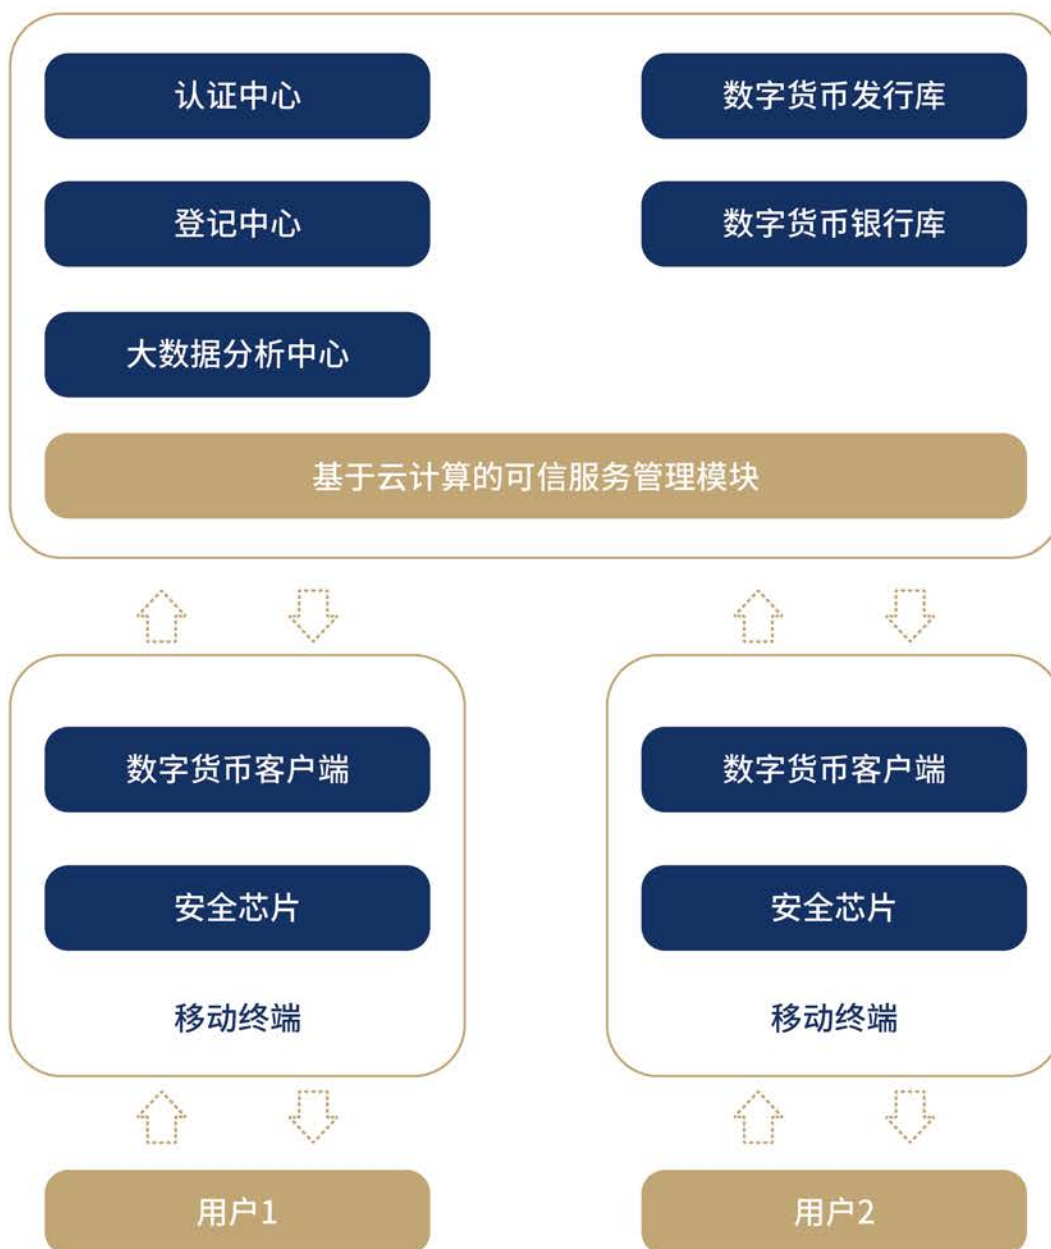 认证中心
数字货币发行库
登记中心
数字货币银行库
大数据分析中心
基于云计算的可信服务管理模块
数字货币客户端
数字货币客户端
安全芯片
安全芯片
移动终端
移动终端
用户1
用户2